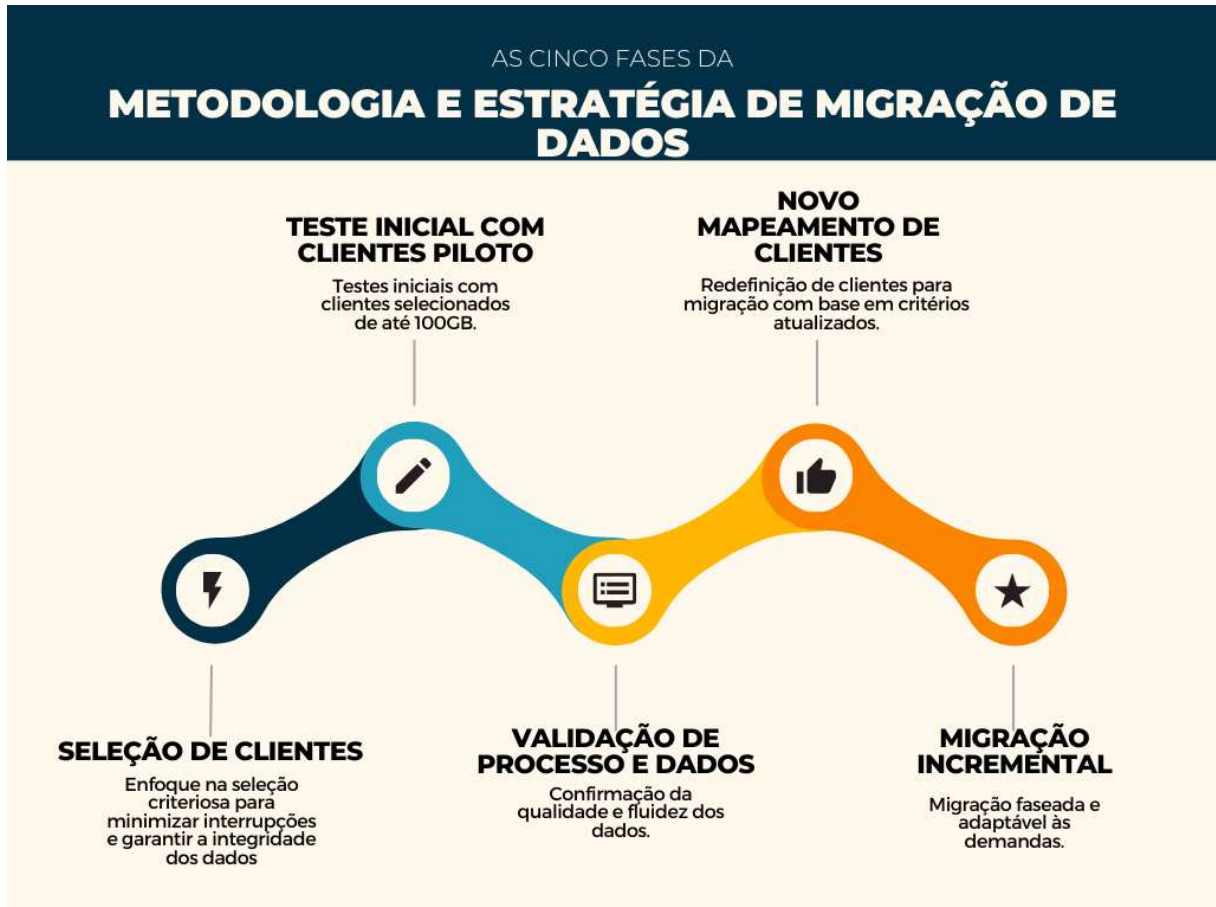 AS CINCO FASES DA
METODOLOGIA E ESTRATÉGIA DE MIGRAÇÃO DE
DADOS
TESTE INICIAL COM
CLIENTES PILOTO
Testes iniciais com
clientes selecionados
de até 100GB.
NOVO
MAPEAMENTO DE
CLIENTES
Redefinição de clientes para
migração com base em critérios
atualizados.
SELEÇÃO DE CLIENTES
Enfoque na seleção
criteriosa para
minimizar interrupções
e garantir a integridade
dos dados
VALIDAÇÃO DE
PROCESSO E DADOS
Confirmação da
qualidade e fluidez dos
dados.
MIGRAÇÃO
INCREMENTAL
Migração faseada e
adaptável às
demandas.